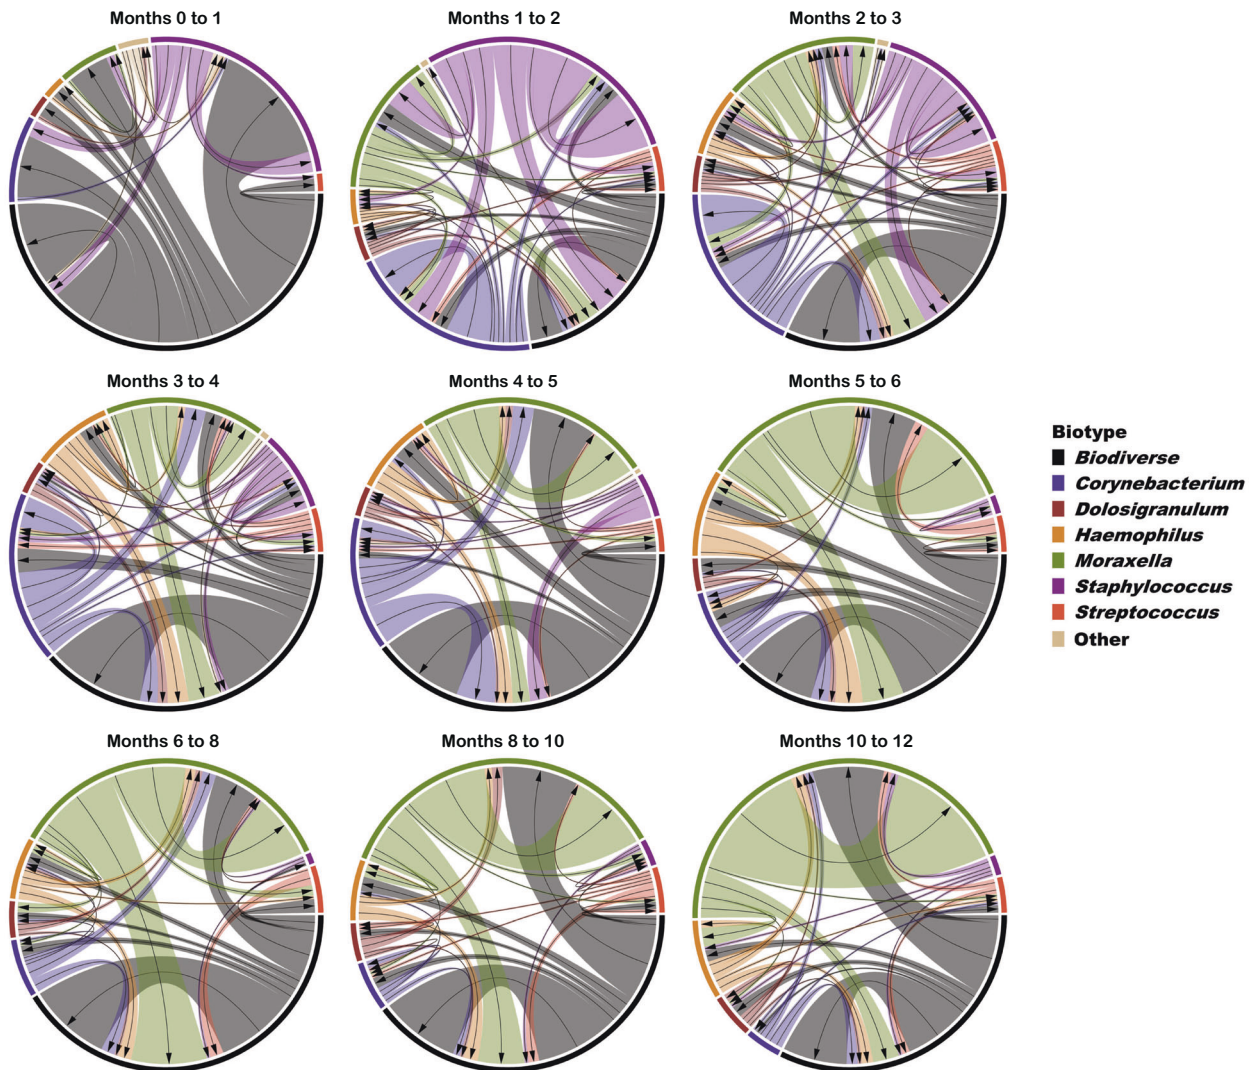 Months 0 to 1
Months 1 to 2
Months 2 to 3
Months 3 to 4
Months 4 to 5
Months 5 to 6
Biotype
Biodiverse
Corynebacterium
Dolosigranulum
Haemophilus
Moraxella
Staphylococcus
Streptococcus
Other
Months 6 to 8
Months 8 to 10
Months 10 to 12